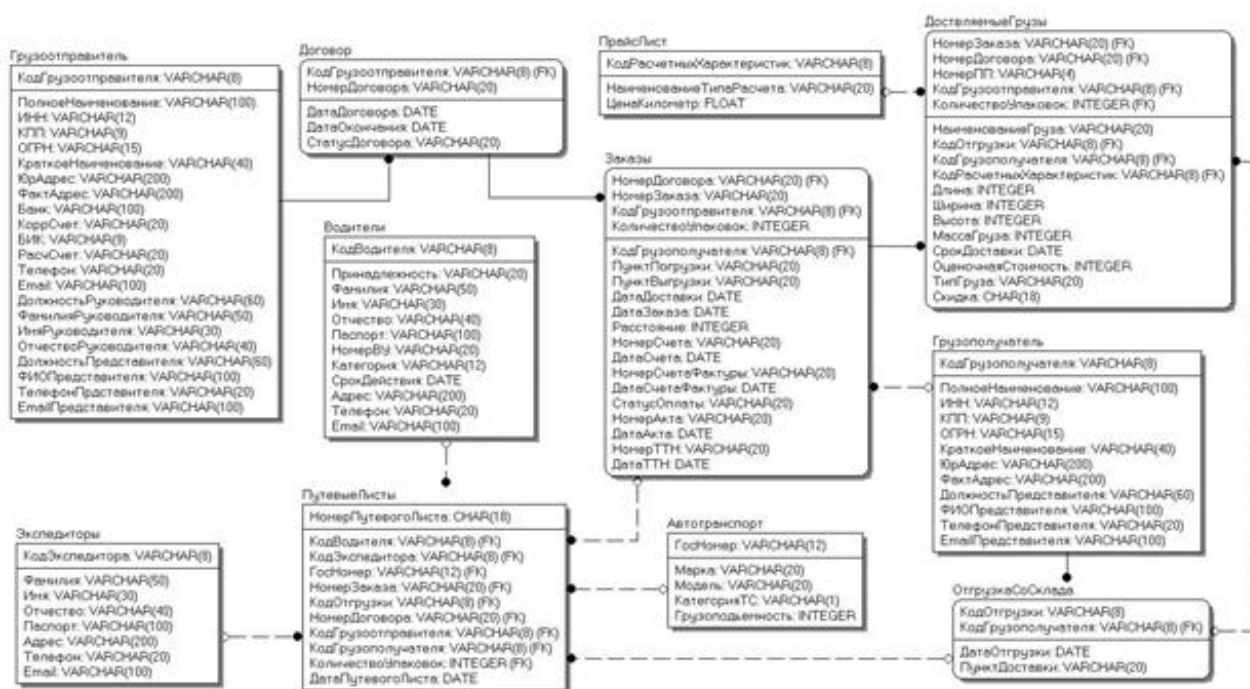 Грузоотправитель
КодГрузоотправителя: VARCHAR(8)
ПолноеНаименование: VARCHAR(100)
ИНН: VARCHAR(12)
КПП: VARCHAR(9)
ОГРН: VARCHAR(15)
КраткоеНаименование: VARCHAR(40)
ЮрАдрес: VARCHAR(200)
ФактАдрес: VARCHAR(200)
Банк: VARCHAR(100)
КоррСчет: VARCHAR(20)
БИК: VARCHAR(9)
РасчСчет: VARCHAR(20)
Телефон: VARCHAR(20)
Email: VARCHAR(100)
ДолжностьРуководителя: VARCHAR(60)
ФамилияРуководителя: VARCHAR(50)
ИмяРуководителя: VARCHAR(30)
ОтчествоРуководителя: VARCHAR(40)
ДолжностьПредставителя: VARCHAR(60)
ФИОПредставителя: VARCHAR(100)
ТелефонПрдставителя: VARCHAR(20)
EmailПредставителя: VARCHAR(100)
Договор
КодГрузоотправителя: VARCHAR(8) (FK)
НомерДоговора: VARCHAR(20)
ДатаДоговора: DATE
ДатаОкончания: DATE
СтатусДоговора: VARCHAR(20)
ПрайсЛист
КодРасчетныхХарактеристик: VARCHAR(8)
НаименованиеТипаРасчета: VARCHAR(20)
ЦенаКилометр: FLOAT
ДоствляемыеГрузы
НомерЗаказа: VARCHAR(20) (FK)
НомерДоговора: VARCHAR(20) (FK)
НомерПП: VARCHAR(4)
КодГрузоотправителя: VARCHAR(8) (FK)
КоличествоУпаковок: INTEGER (FK)
НаименованиеГруза: VARCHAR(20)
КодОтгрузки: VARCHAR(8) (FK)
КодГрузополучателя: VARCHAR(8) (FK)
КодРасчетныхХарактеристик: VARCHAR(8) (FK)
Длина: INTEGER
Ширина: INTEGER
Высота: INTEGER
МассаГруза: INTEGER
СрокДоставки: DATE
ОценочнаяСтоимость: INTEGER
ТипГруза: VARCHAR(20)
Скидка: CHAR(18)
Водители
КодВодителя: VARCHAR(8)
Принадлежность: VARCHAR(20)
Фамилия: VARCHAR(50)
Имя: VARCHAR(30)
Отчество: VARCHAR(40)
Паспорт: VARCHAR(100)
НомерВУ: VARCHAR(20)
Категория: VARCHAR(12)
СрокДействия: DATE
Адрес: VARCHAR(200)
Телефон: VARCHAR(20)
Email: VARCHAR(100)
Заказы
НомерДоговора: VARCHAR(20) (FK)
НомерЗаказа: VARCHAR(20)
КодГрузоотправителя: VARCHAR(8) (FK)
КоличествоУпаковок: INTEGER
КодГрузополучателя: VARCHAR(8) (FK)
ПунктПогрузки: VARCHAR(20)
ПунктВыгрузки: VARCHAR(20)
ДатаДоставки: DATE
ДатаЗаказа: DATE
Расстояние: INTEGER
НомерСчета: VARCHAR(20)
ДатаСчета: DATE
НомерСчетаФактуры: VARCHAR(20)
ДатаСчетаФактуры: DATE
СтатусОплаты: VARCHAR(20)
НомерАкта: VARCHAR(20)
ДатаАкта: DATE
НомерТТН: VARCHAR(20)
ДатаТТН: DATE
Грузополучатель
КодГрузополучателя: VARCHAR(8)
ПолноеНаименование: VARCHAR(100)
ИНН: VARCHAR(12)
КПП: VARCHAR(9)
ОГРН: VARCHAR(15)
КраткоеНаименование: VARCHAR(40)
ЮрАдрес: VARCHAR(200)
ФактАдрес: VARCHAR(200)
ДолжностьПредставителя: VARCHAR(60)
ФИОПредставителя: VARCHAR(100)
ТелефонПредставителя: VARCHAR(20)
EmailПредставителя: VARCHAR(100)
Экспедиторы
КодЭкспедитора: VARCHAR(8)
Фамилия: VARCHAR(50)
Имя: VARCHAR(30)
Отчество: VARCHAR(40)
Паспорт: VARCHAR(100)
Адрес: VARCHAR(200)
Телефон: VARCHAR(20)
Email: VARCHAR(100)
ПутевыеЛисты
НомерПутевогоЛиста: CHAR(18)
КодВодителя: VARCHAR(8) (FK)
КодЭкспедитора: VARCHAR(8) (FK)
ГосНомер: VARCHAR(12) (FK)
НомерЗаказа: VARCHAR(20) (FK)
КодОтгрузки: VARCHAR(8) (FK)
НомерДоговора: VARCHAR(20) (FK)
КодГрузоотправителя: VARCHAR(8) (FK)
КодГрузополучателя: VARCHAR(8) (FK)
КоличествоУпаковок: INTEGER (FK)
ДатаПутевогоЛиста: DATE
Автотранспорт
ГосНомер: VARCHAR(12)
Марка: VARCHAR(20)
Модель: VARCHAR(20)
КатегорияТС: VARCHAR(1)
Грузоподьенность: INTEGER
ОтгрузкаСоСклада
КодОтгрузки: VARCHAR(8)
КодГрузополучателя: VARCHAR(8) (FK)
ДатаОтгрузки: DATE
ПунктДоставки: VARCHAR(20)